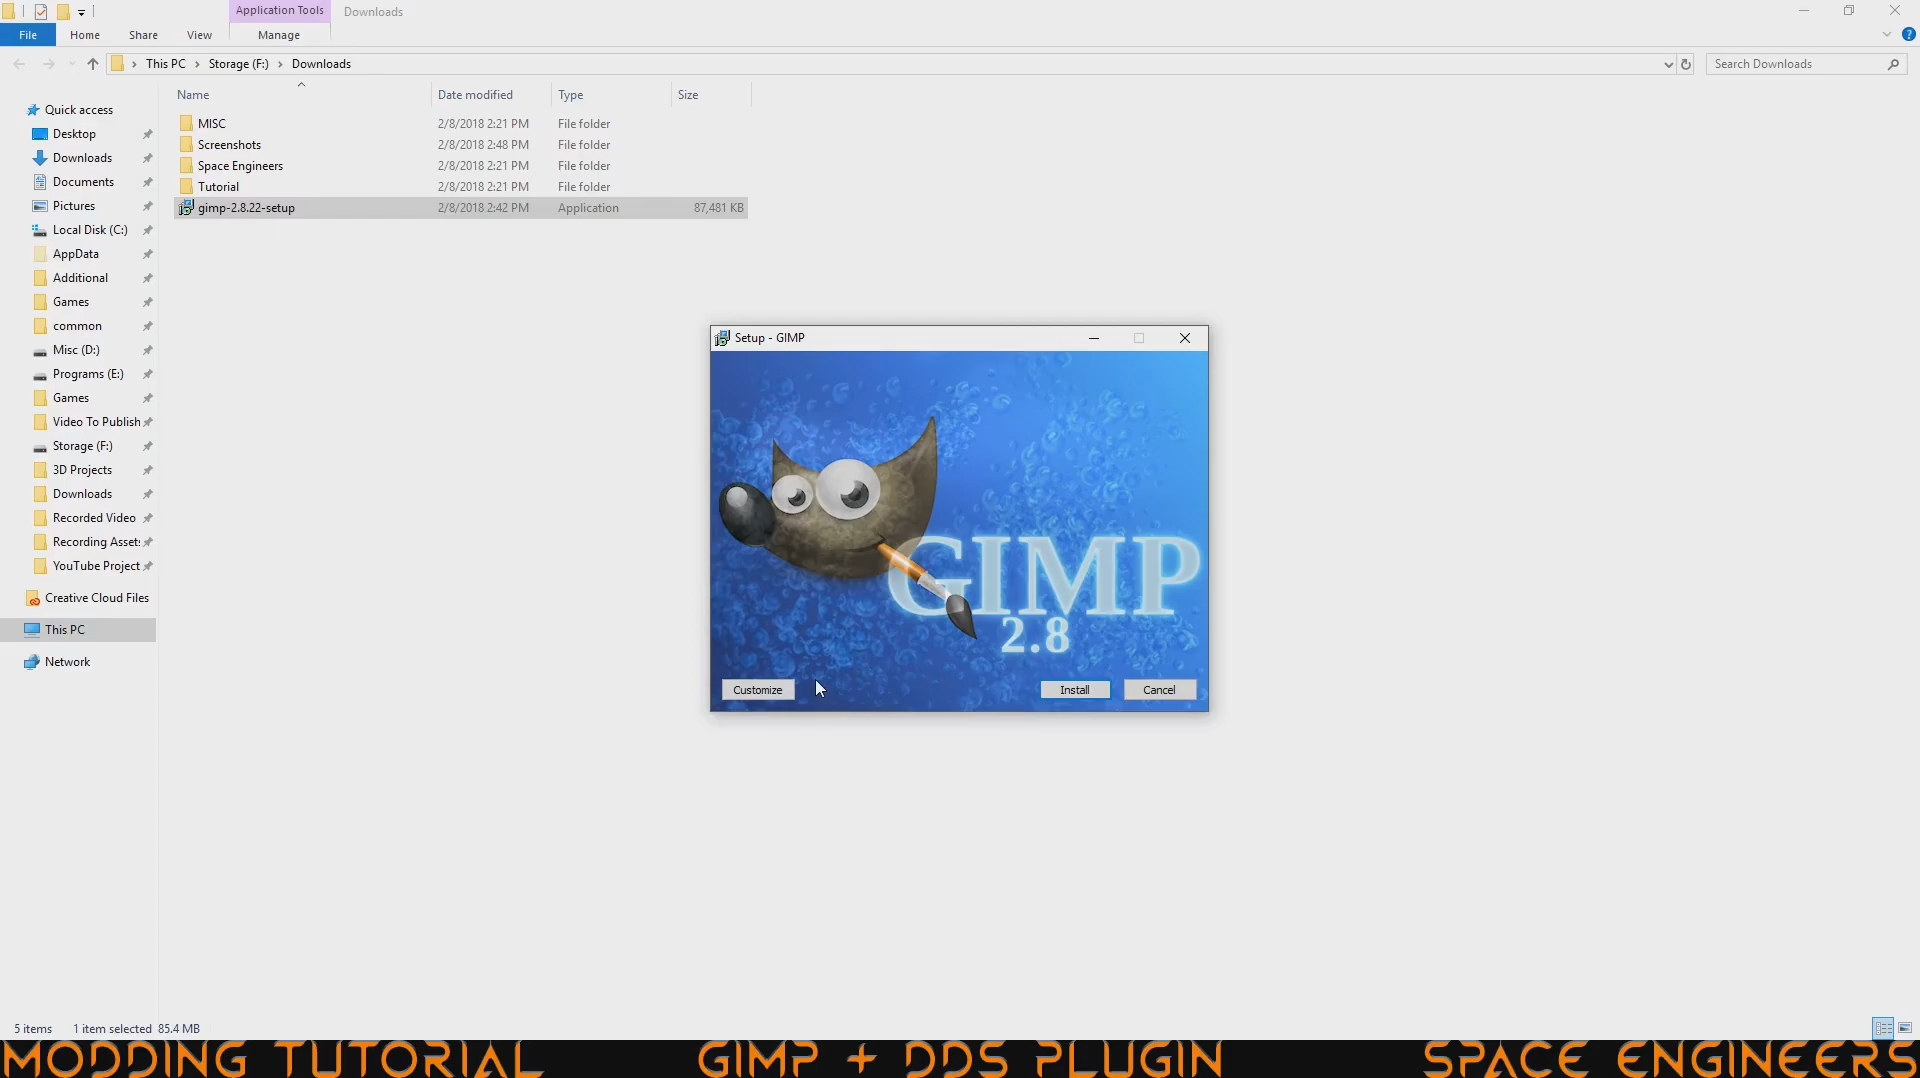 Application Tools
Downloads
File
Home
Share
View
Manage
This PC
Storage (F:)
Downloads
Search Downloads
Name
Date modified
Type
Size
Quick access
Desktop
Downloads
Documents
Pictures
Local Disk (C:)
AppData
Additional
Games
common
Misc (D:)
Programs (E:)
Games
Video To Publish
Storage (F:)
3D Projects
Downloads
Recorded Video
Recording Asset
YouTube Project
Creative Cloud Files
This PC
Network
MISC 2/8/2018 2:21 PM File folder
Screenshots 2/8/2018 2:48 PM File folder
Space Engineers 2/8/2018 2:21 PM File folder
Tutorial 2/8/2018 2:21 PM File folder
gimp-2.8.22-setup 2/8/2018 2:42 PM Application 87,481 KB
Setup - GIMP
GIMP
2.8
Customize
Install
Cancel
5 items 1 item selected 85.4 MB
MODDING TUTORIAL GIMP + DDS PLUGIN SPACE ENGINEERS